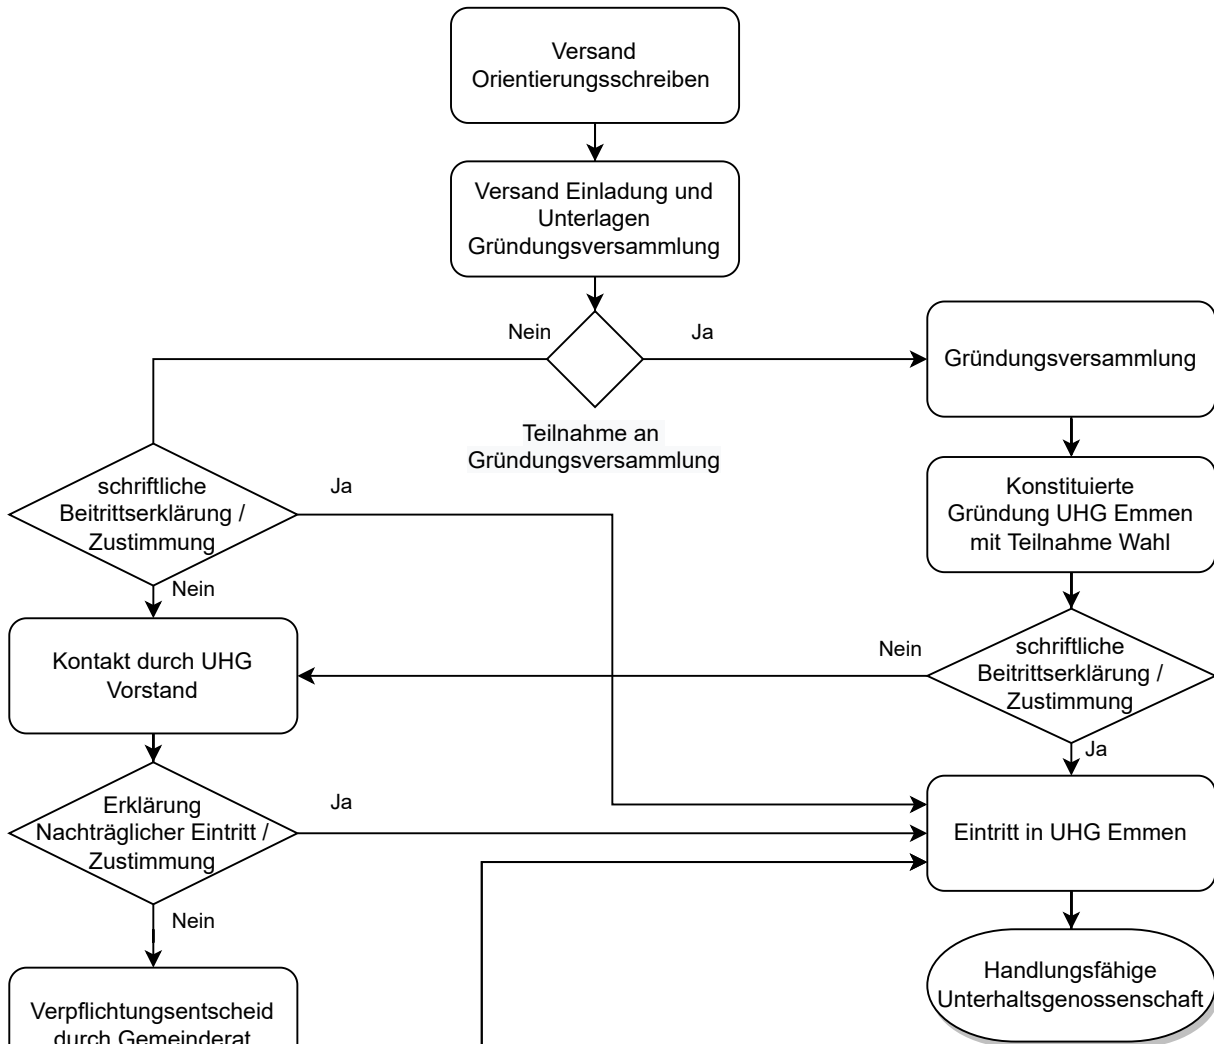 Versand
Orientierungsschreiben
Versand Einladung und
Unterlagen
Gründungsversammlung
Nein
Ja
Gründungsversammlung
Teilnahme an
Gründungsversammlung
schriftliche
Beitrittserklärung /
Zustimmung
Ja
Nein
Konstituierte
Gründung UHG Emmen
mit Teilnahme Wahl
Kontakt durch UHG
Vorstand
Nein
schriftliche
Beitrittserklärung /
Zustimmung
Ja
Erklärung
Nachträglicher Eintritt /
Zustimmung
Ja
Nein
Eintritt in UHG Emmen
Verpflichtungsentscheid
durch Gemeinderat
Handlungsfähige
Unterhaltsgenossenschaft